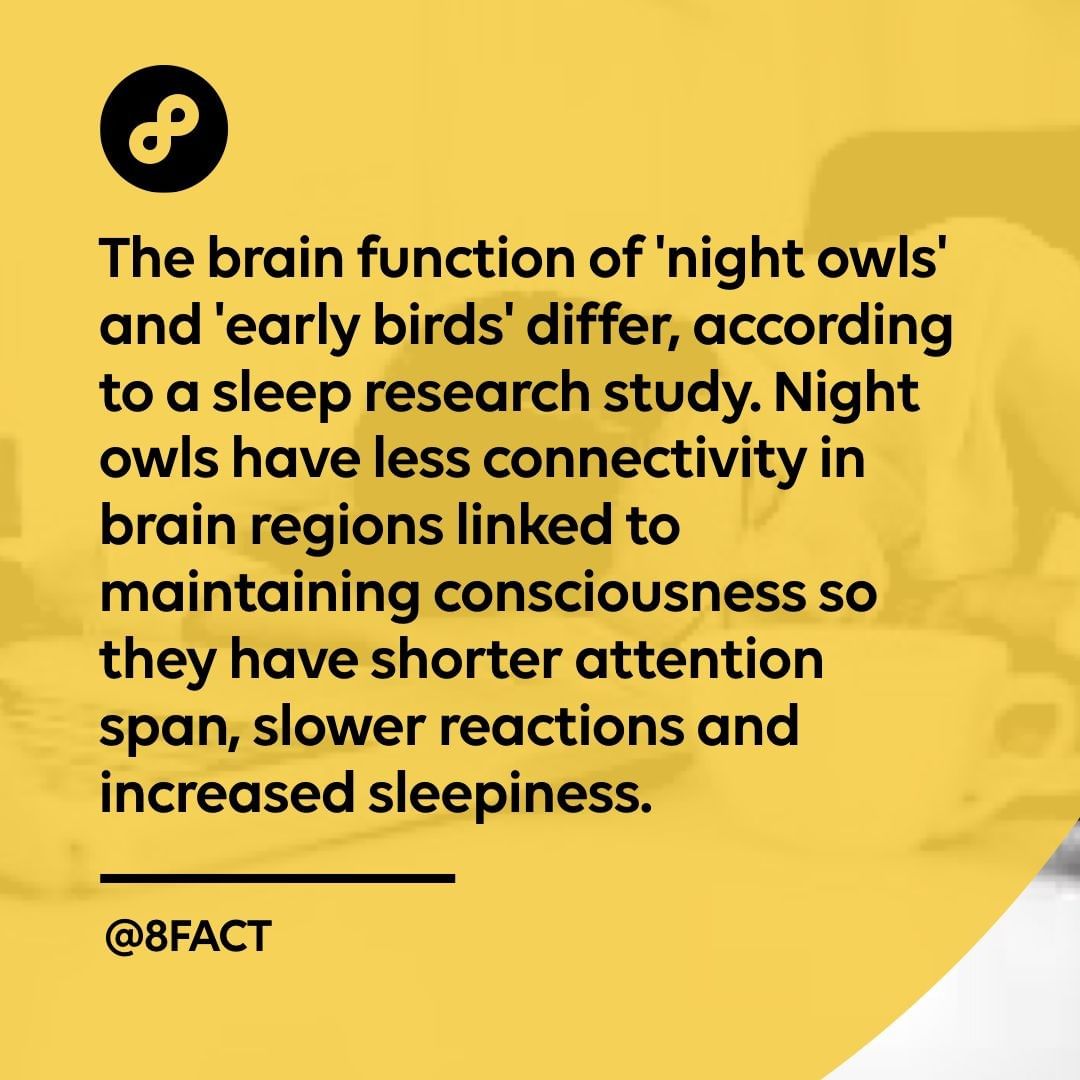 The brain function of 'night owls'
and 'early birds' differ, according
to a sleep research study. Night
owls have less connectivity in
brain regions linked to
maintaining consciousness so
they have shorter attention
span, slower reactions and
increased sleepiness.
@8FACT